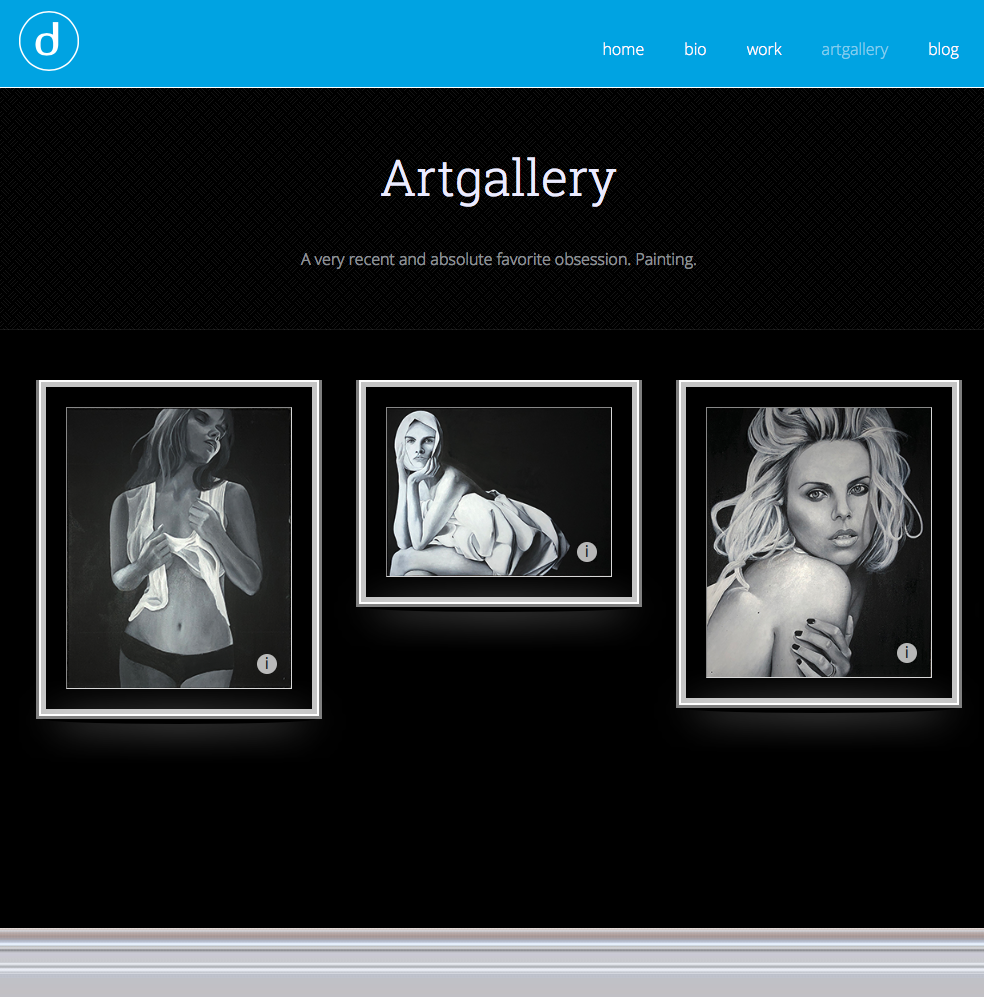 d
home bio work artgallery blog
Artgallery
A very recent and absolute favorite obsession. Painting.
i
i
i